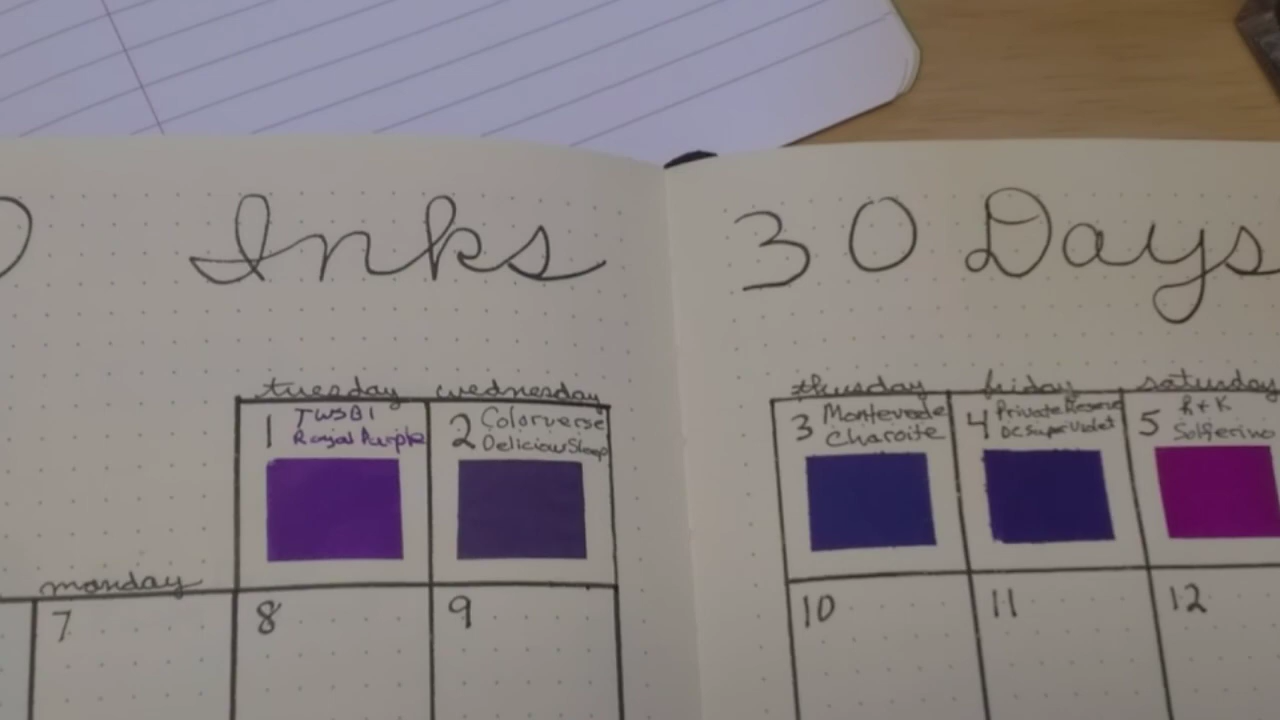 0 Inks 30 Days
tuesday wednesday thursday friday saturday
1 TWSBI
Royal Purple
2 Colorverse
Delicious Sleep
3 Monteverde
Charoite
4 Private Reserve
DC Super Violet
5 R+K
Solferino
monday
7 8 9 10 11 12